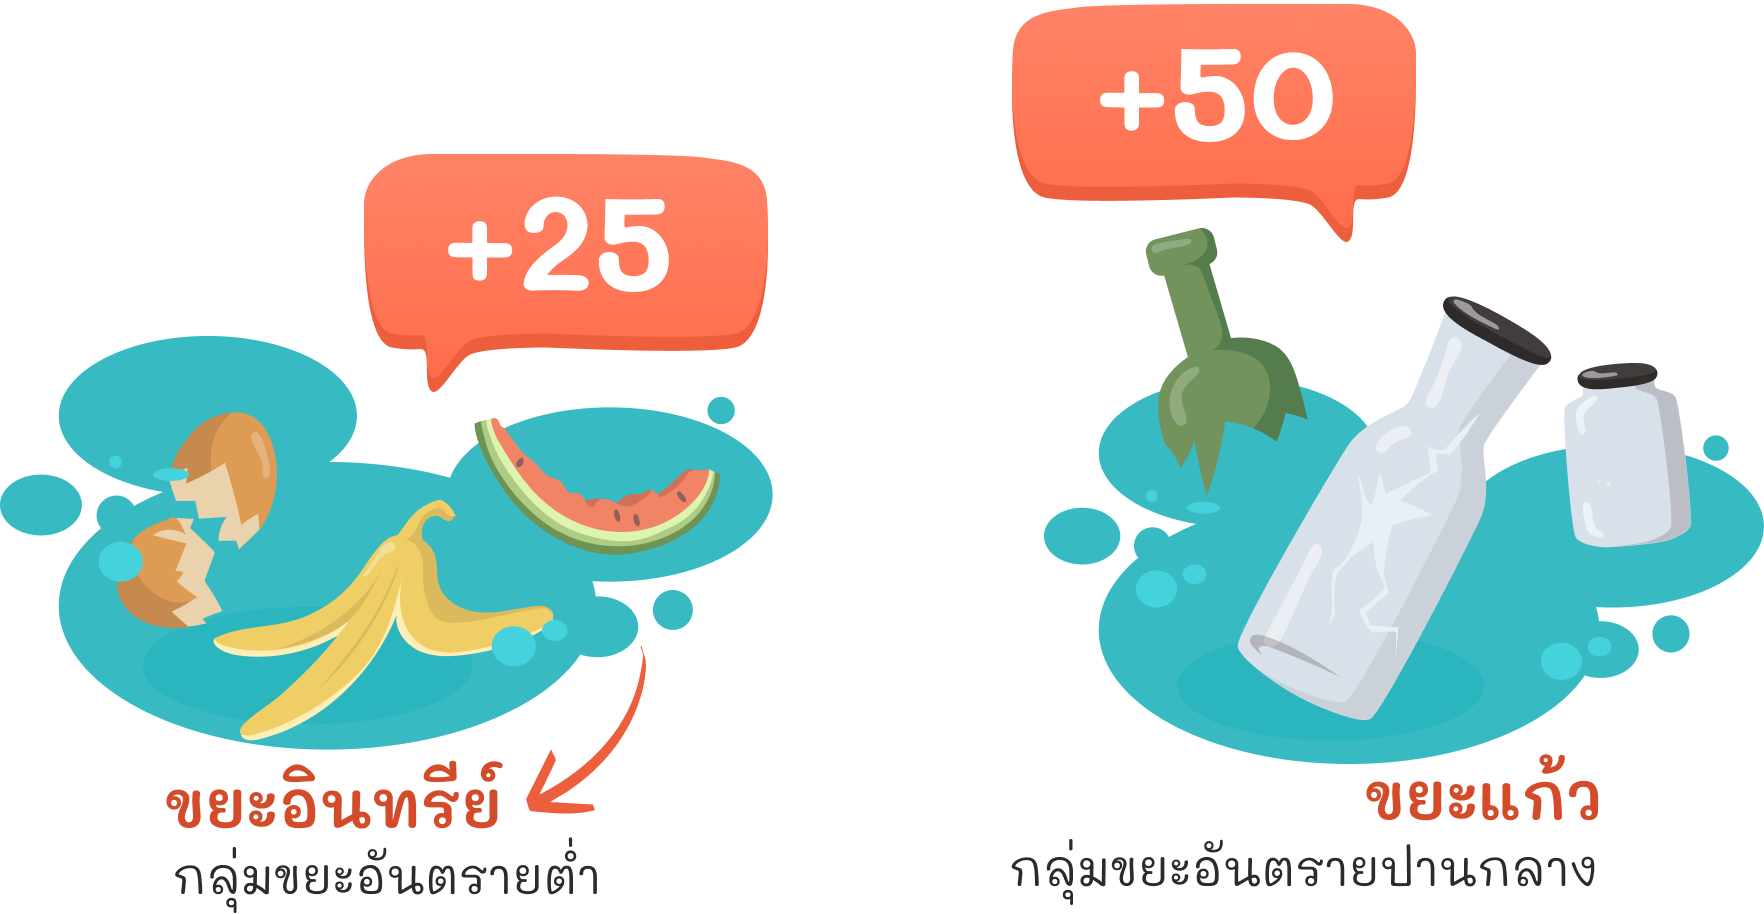 +25
ขยะอินทรีย์
กลุ่มขยะอันตรายต่ำ
+50
ขยะแก้ว
กลุ่มขยะอันตรายปานกลาง